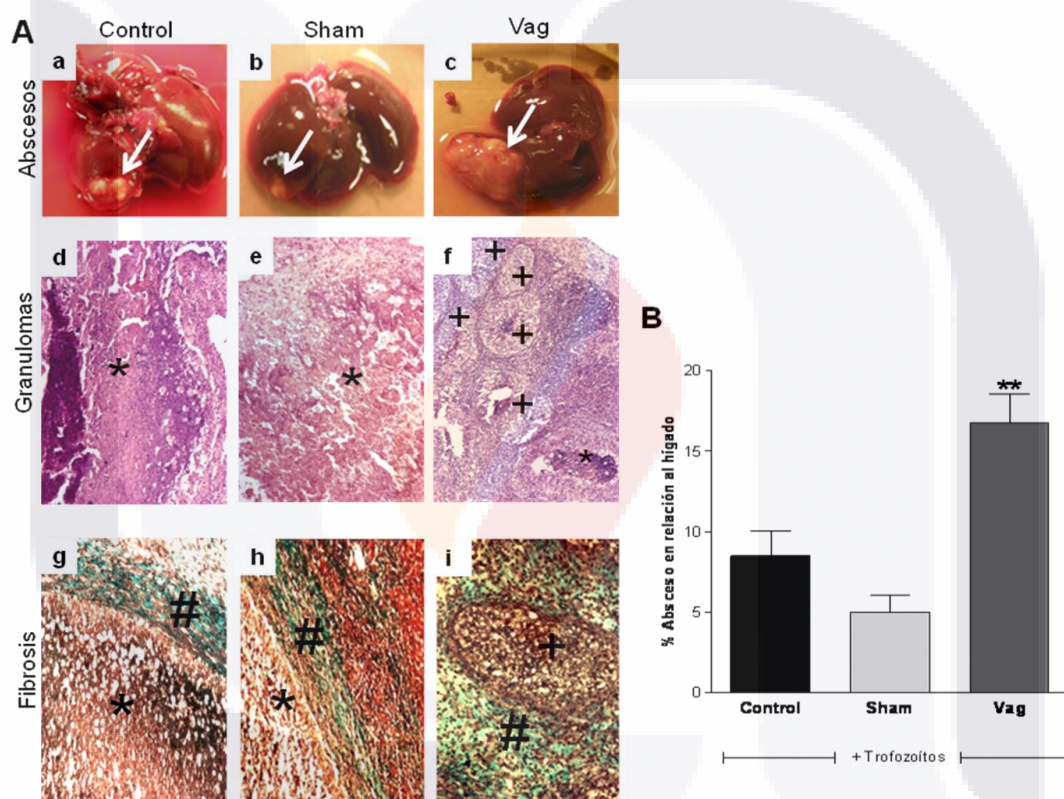 A
Control Sham Vag
Abscesos
a b c
Granulomas
d e f
* * + + + + + *
Fibrosis
g h i
# * # * + #
B
% Absceso en relación al hígado
20
15
10
5
0
**
Control Sham Vag
+ Trofozoítos